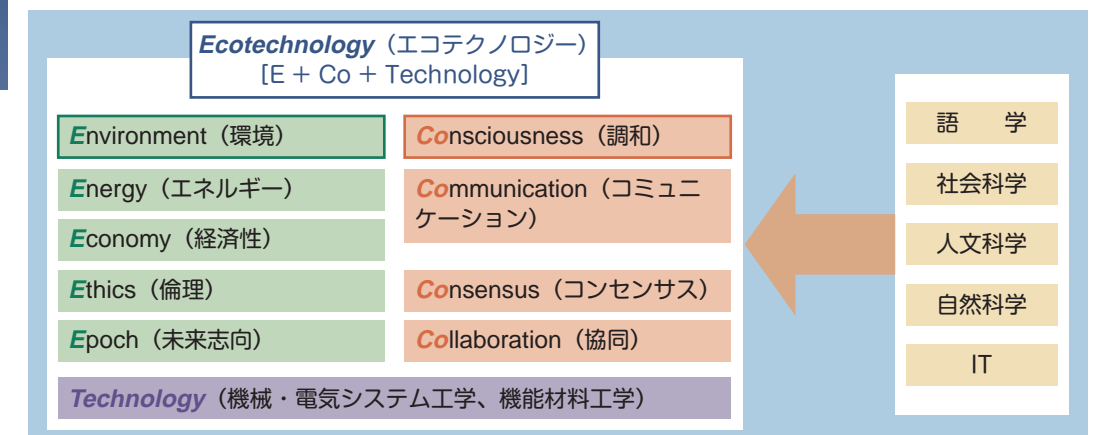 Ecotechnology（エコテクノロジー）
[E + Co + Technology]
Environment（環境）
Energy（エネルギー）
Economy（経済性）
Ethics（倫理）
Epoch（未来志向）
Consciousness（調和）
Communication（コミュニ
ケーション）
Consensus（コンセンサス）
Collaboration（協同）
Technology（機械・電気システム工学、機能材料工学）
語　学
社会科学
人文科学
自然科学
IT